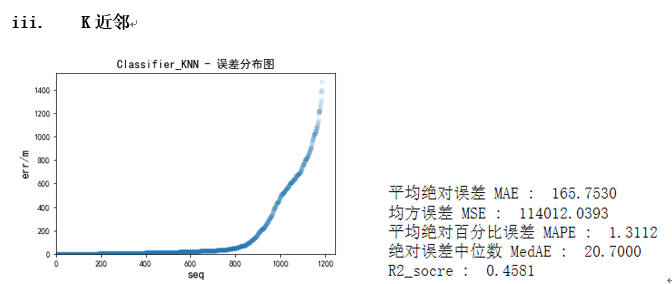 iii. K近邻
Classifier_KNN - 误差分布图
err/m
1400
1200
1000
800
600
400
200
0
0 200 400 600 800 1000 1200
seq
平均绝对误差 MAE : 165.7530
均方误差 MSE : 114012.0393
平均绝对百分比误差 MAPE : 1.3112
绝对误差中位数 MedAE : 20.7000
R2_socre : 0.4581